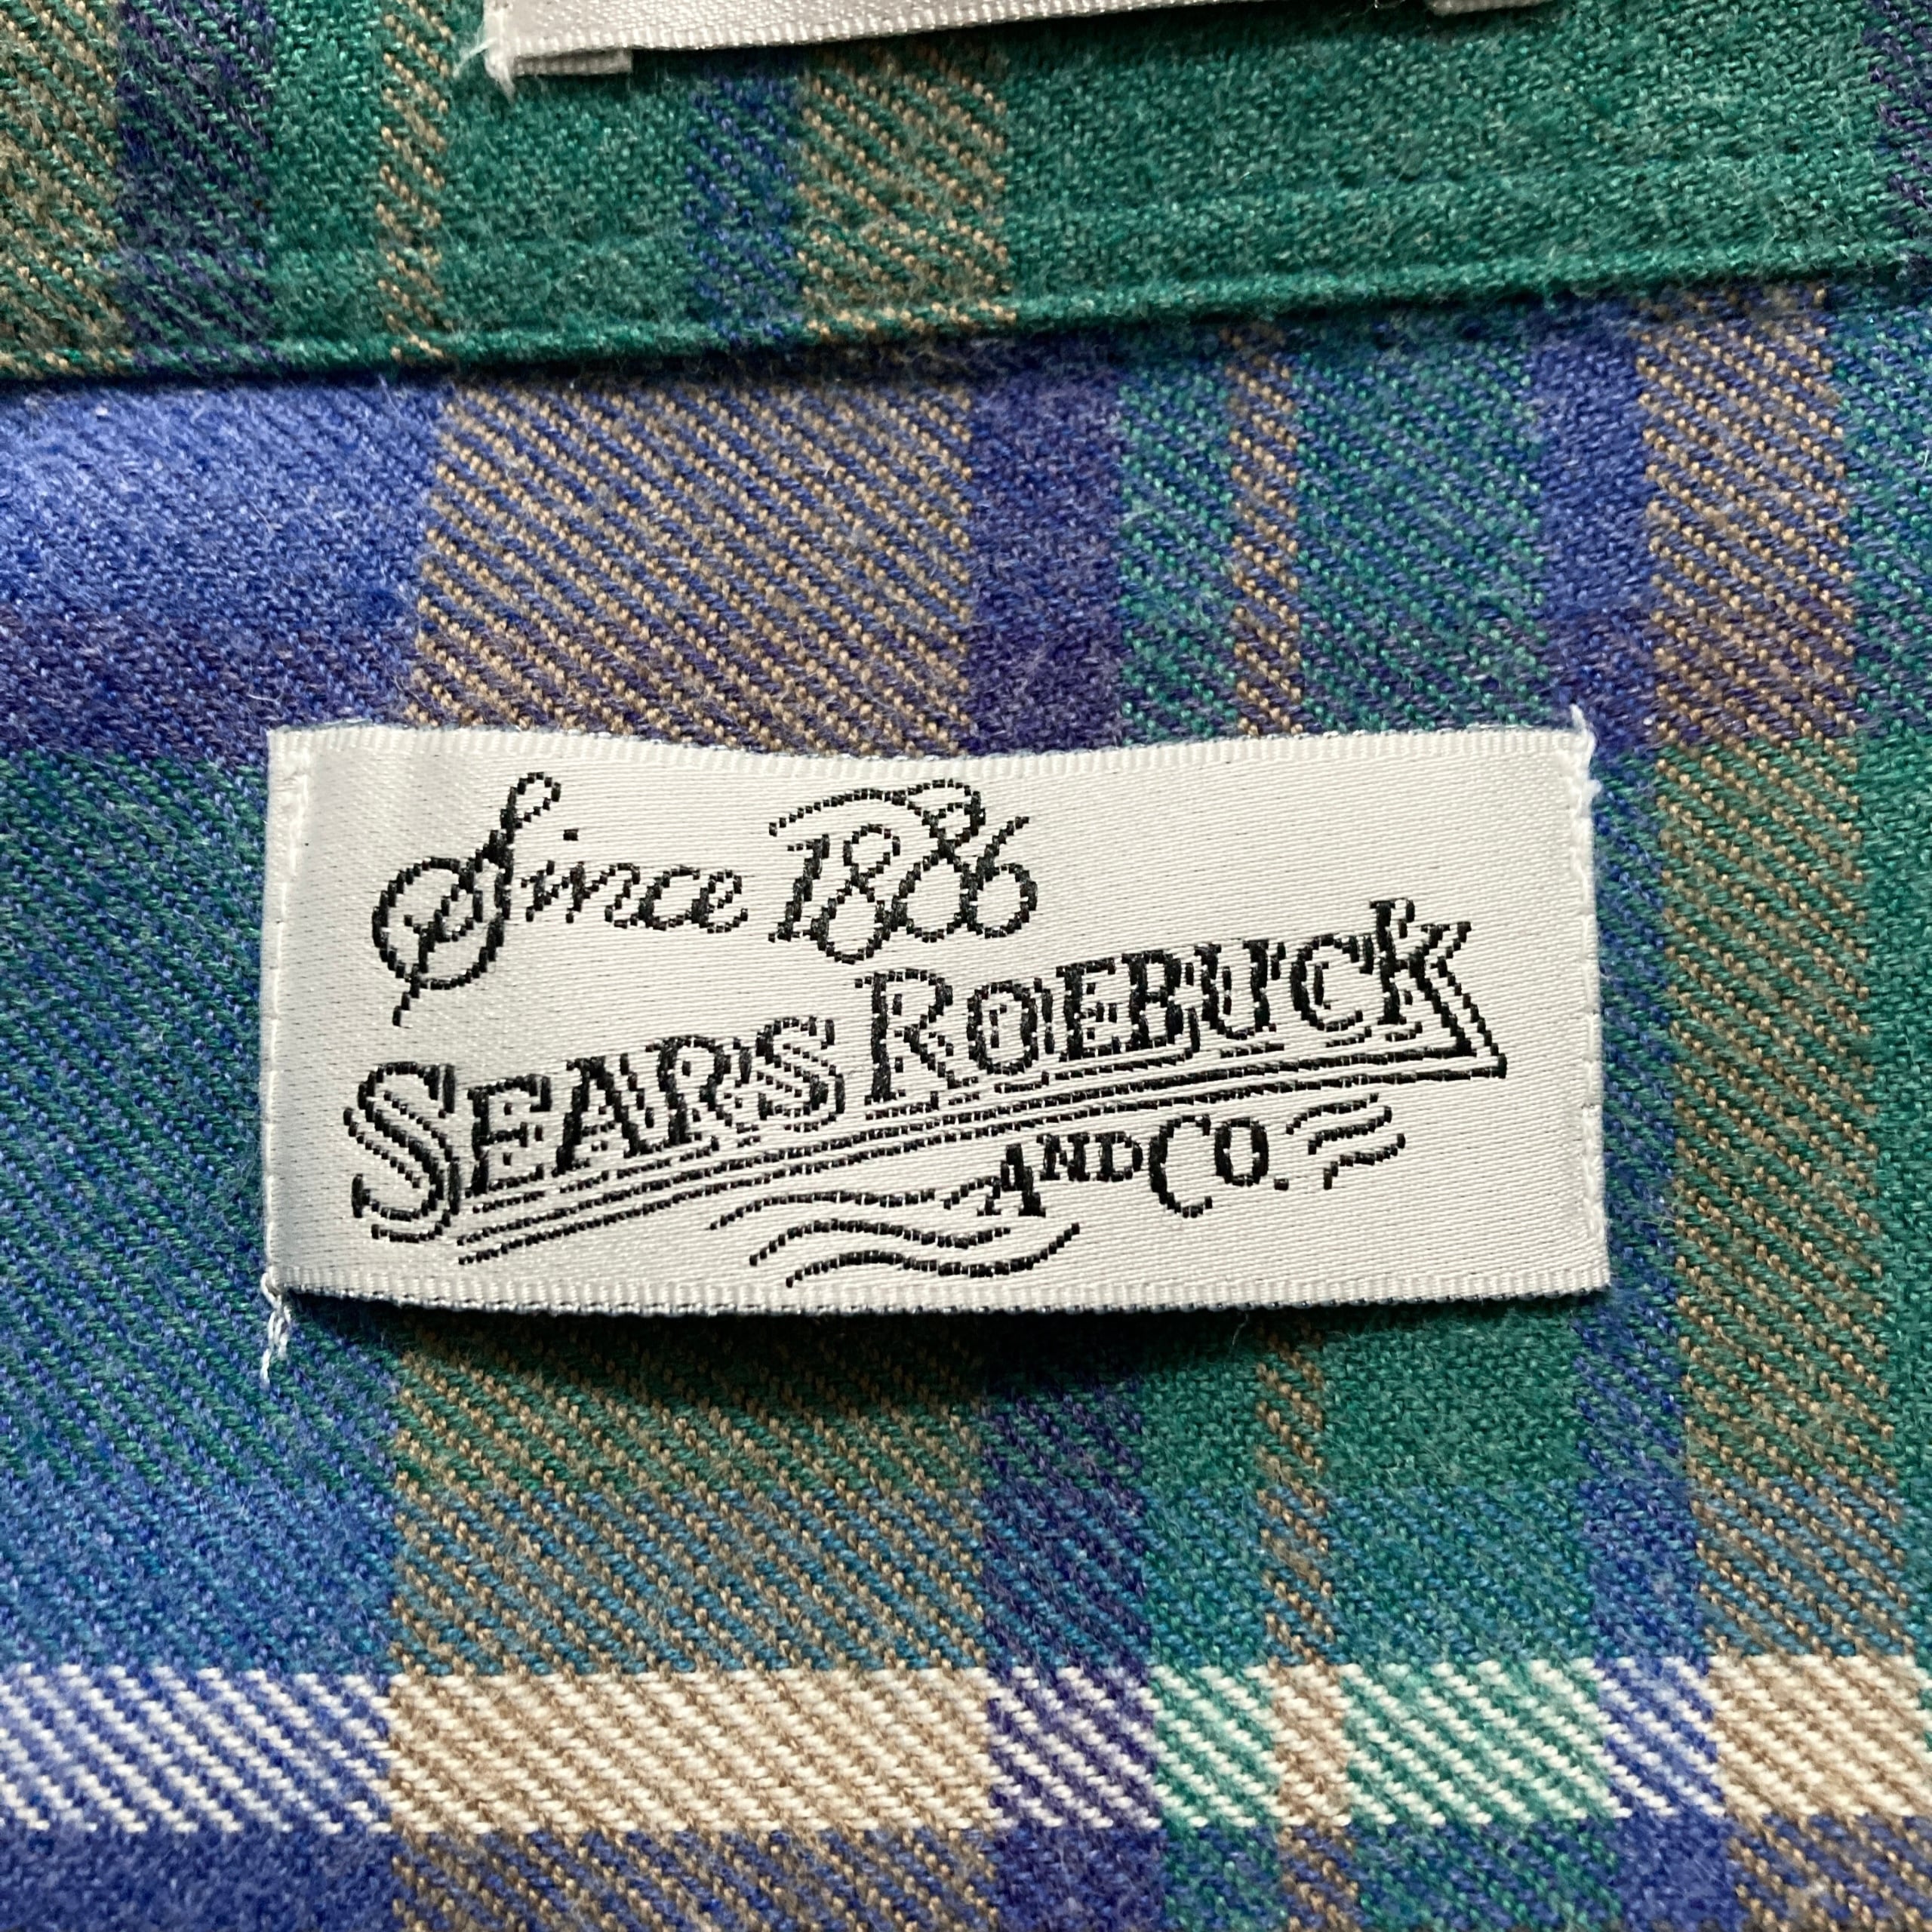 Since 1886
SEARS ROEBUCK
AND CO.